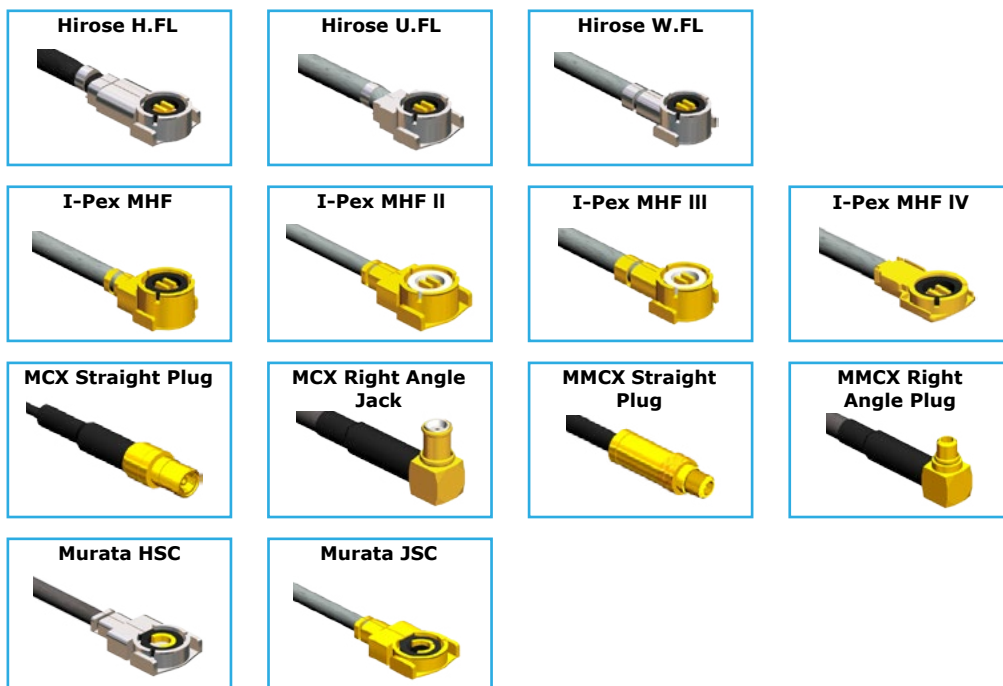 Hirose H.FL
Hirose U.FL
Hirose W.FL
I-Pex MHF
I-Pex MHF ll
I-Pex MHF lll
I-Pex MHF lV
MCX Straight Plug
MCX Right Angle
Jack
MMCX Straight
Plug
MMCX Right
Angle Plug
Murata HSC
Murata JSC